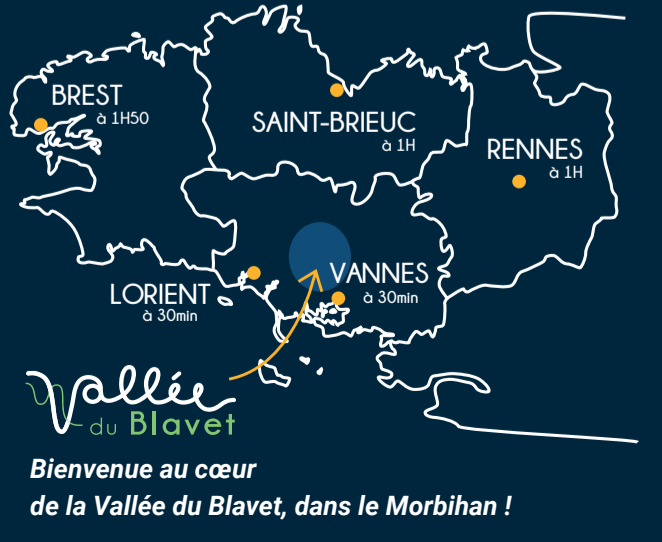 BREST
à 1H50
SAINT-BRIEUC
à 1H
RENNES
à 1H
VANNES
à 30min
LORIENT
à 30min
Vallée
du Blavet
Bienvenue au cœur
de la Vallée du Blavet, dans le Morbihan !